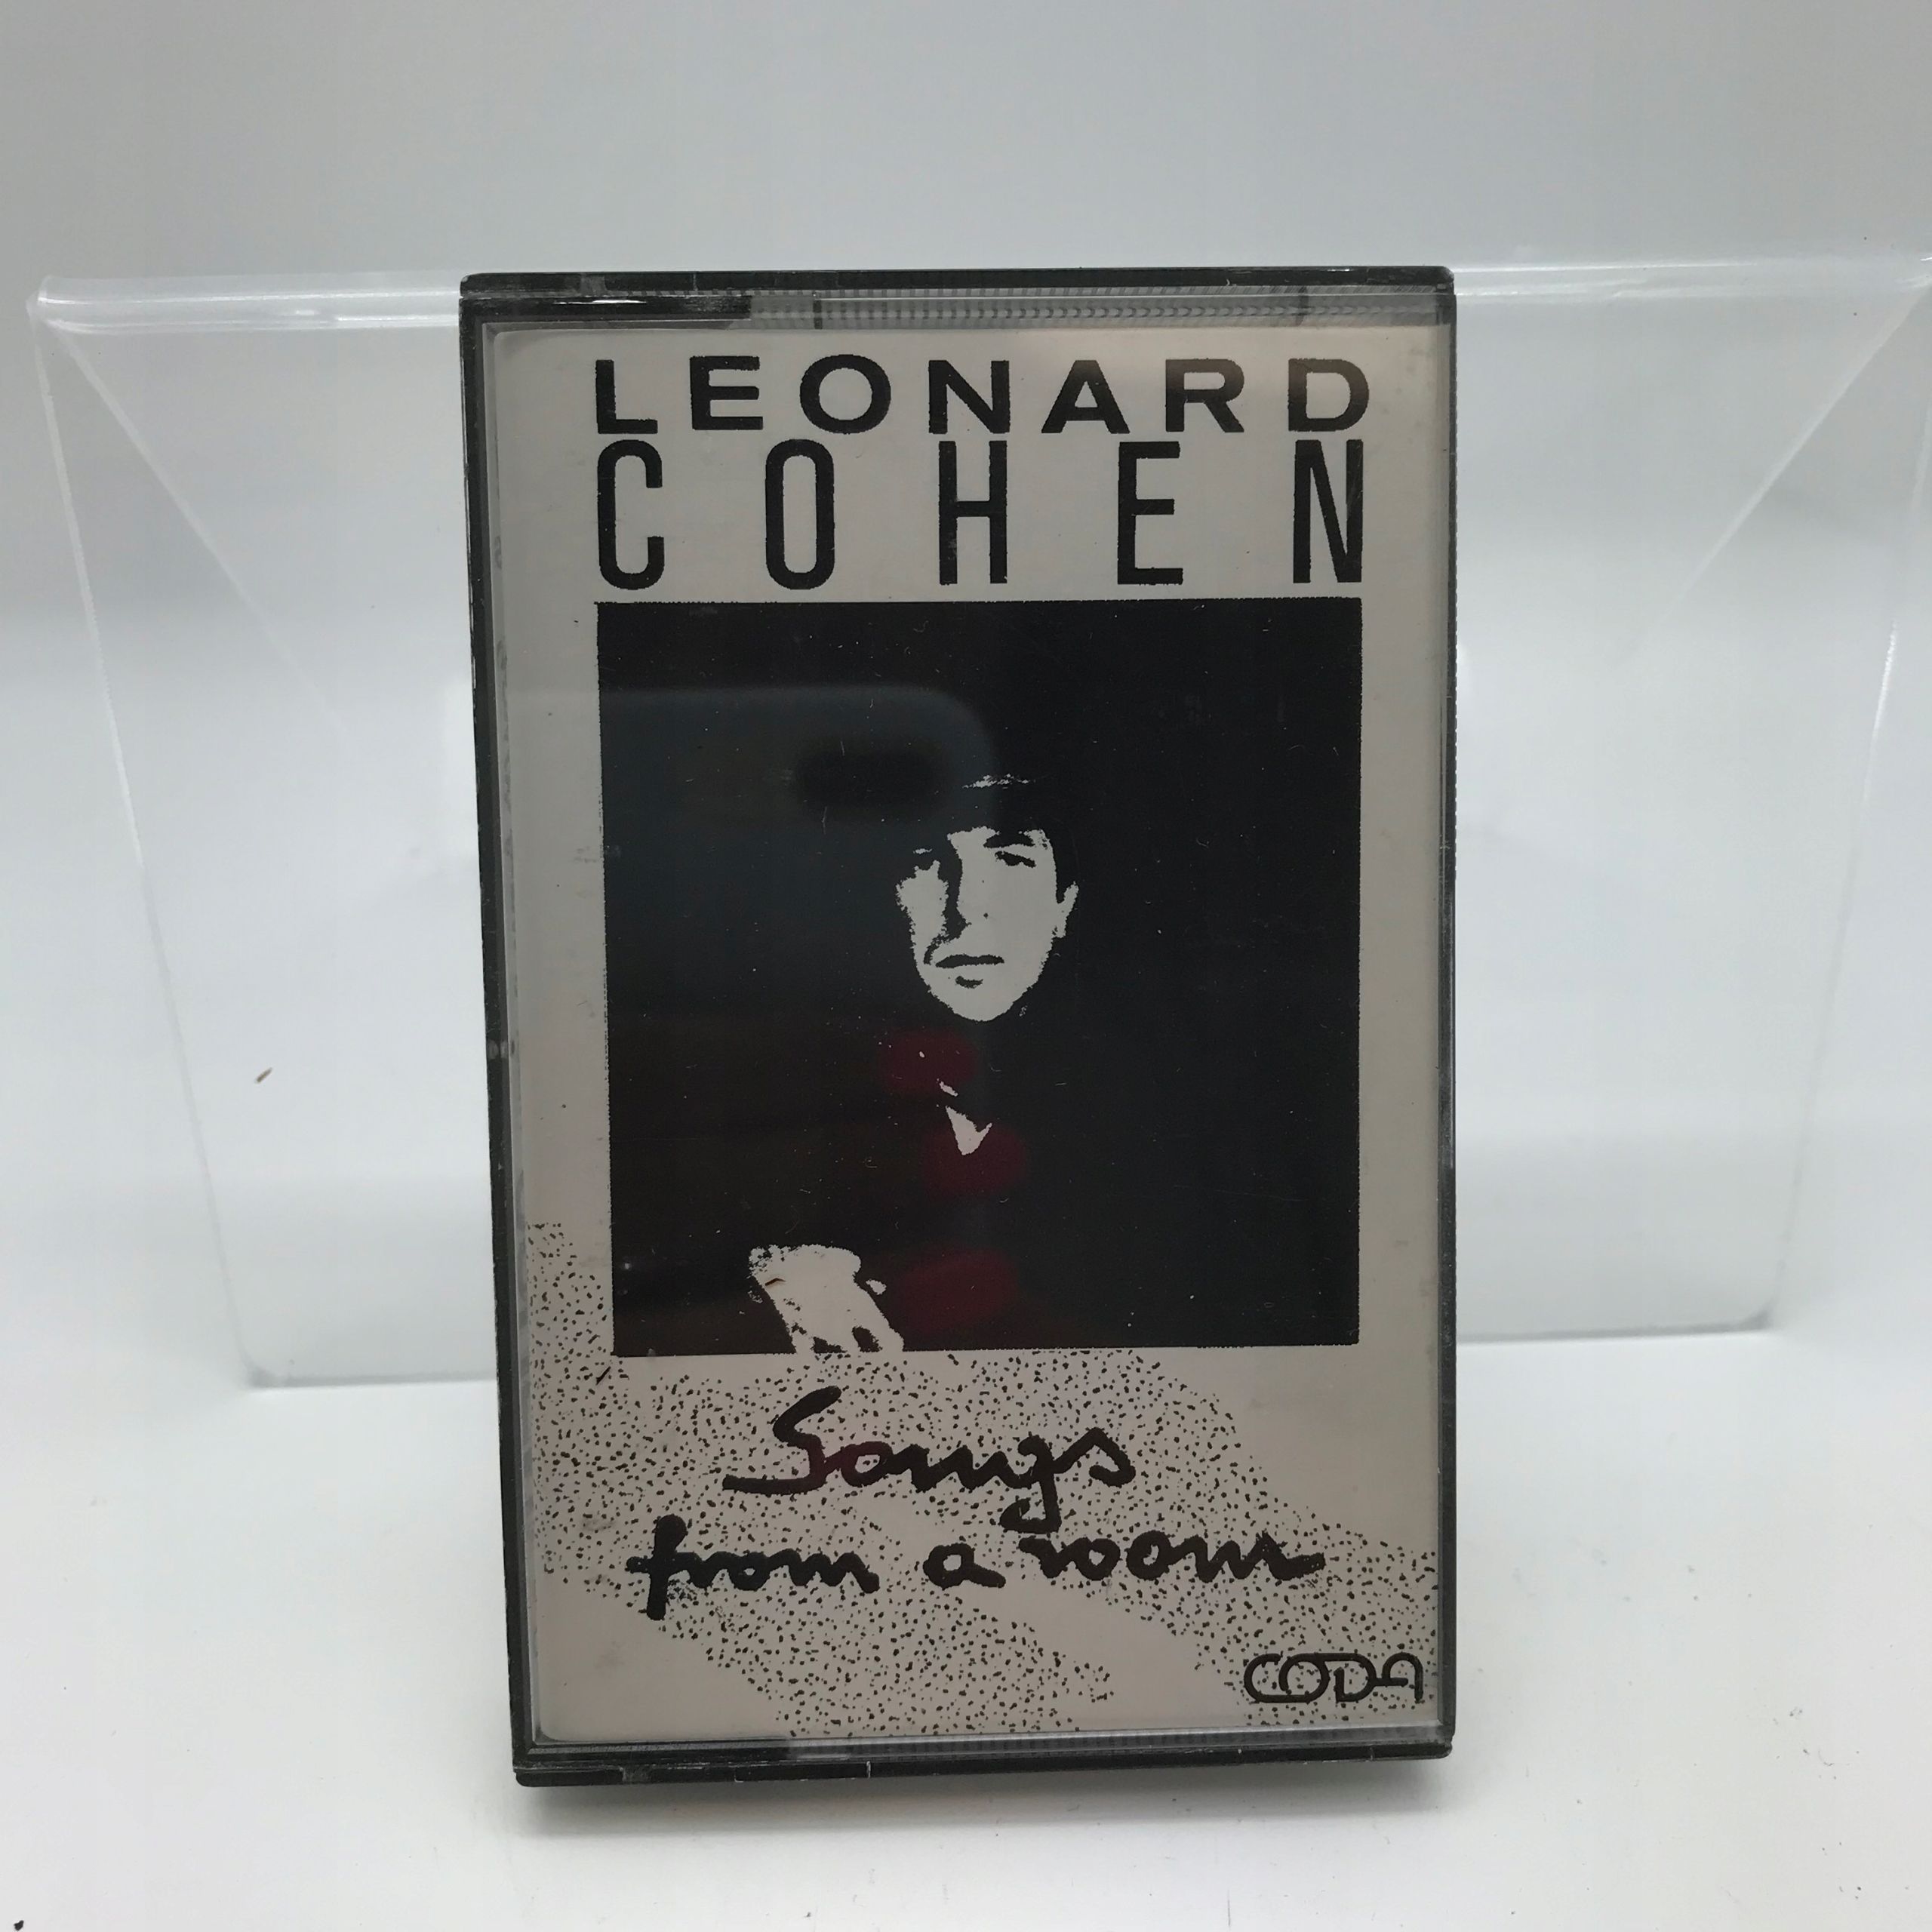 LEONARD
COHEN
Songs
from a room
CODA